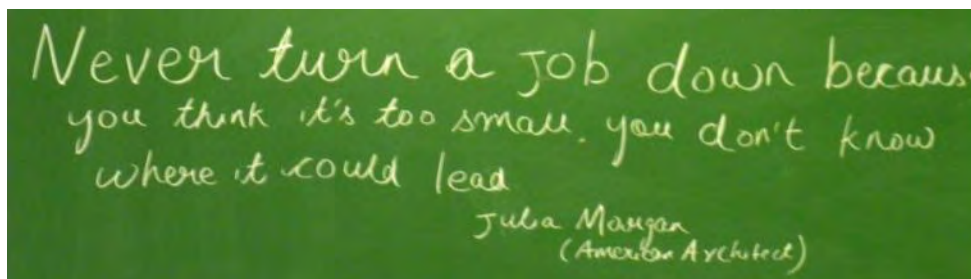 Never turn a job down becaus
you think it's too small. you don't know
where it could lead
Julia Morgan
(American Architect)